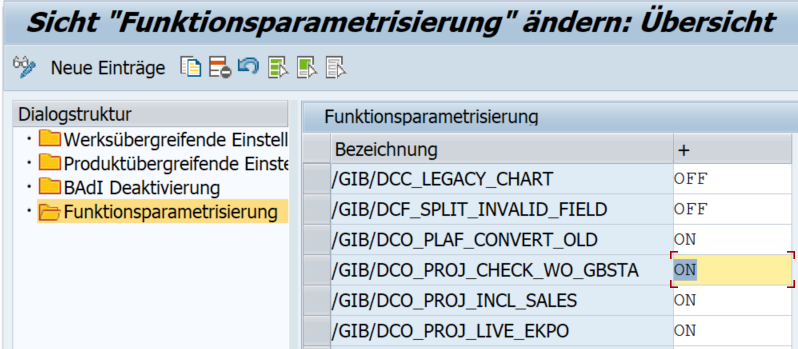 Sicht "Funktionsparametrisierung" ändern: Übersicht
Neue Einträge
Dialogstruktur
Werksübergreifende Einstell
Produktübergreifende Einste
BAdI Deaktivierung
Funktionsparametrisierung
Funktionsparametrisierung
Bezeichnung +
/GIB/DCC_LEGACY_CHART OFF
/GIB/DCF_SPLIT_INVALID_FIELD OFF
/GIB/DCO_PLAF_CONVERT_OLD ON
/GIB/DCO_PROJ_CHECK_WO_GBSTA ON
/GIB/DCO_PROJ_INCL_SALES ON
/GIB/DCO_PROJ_LIVE_EKPO ON